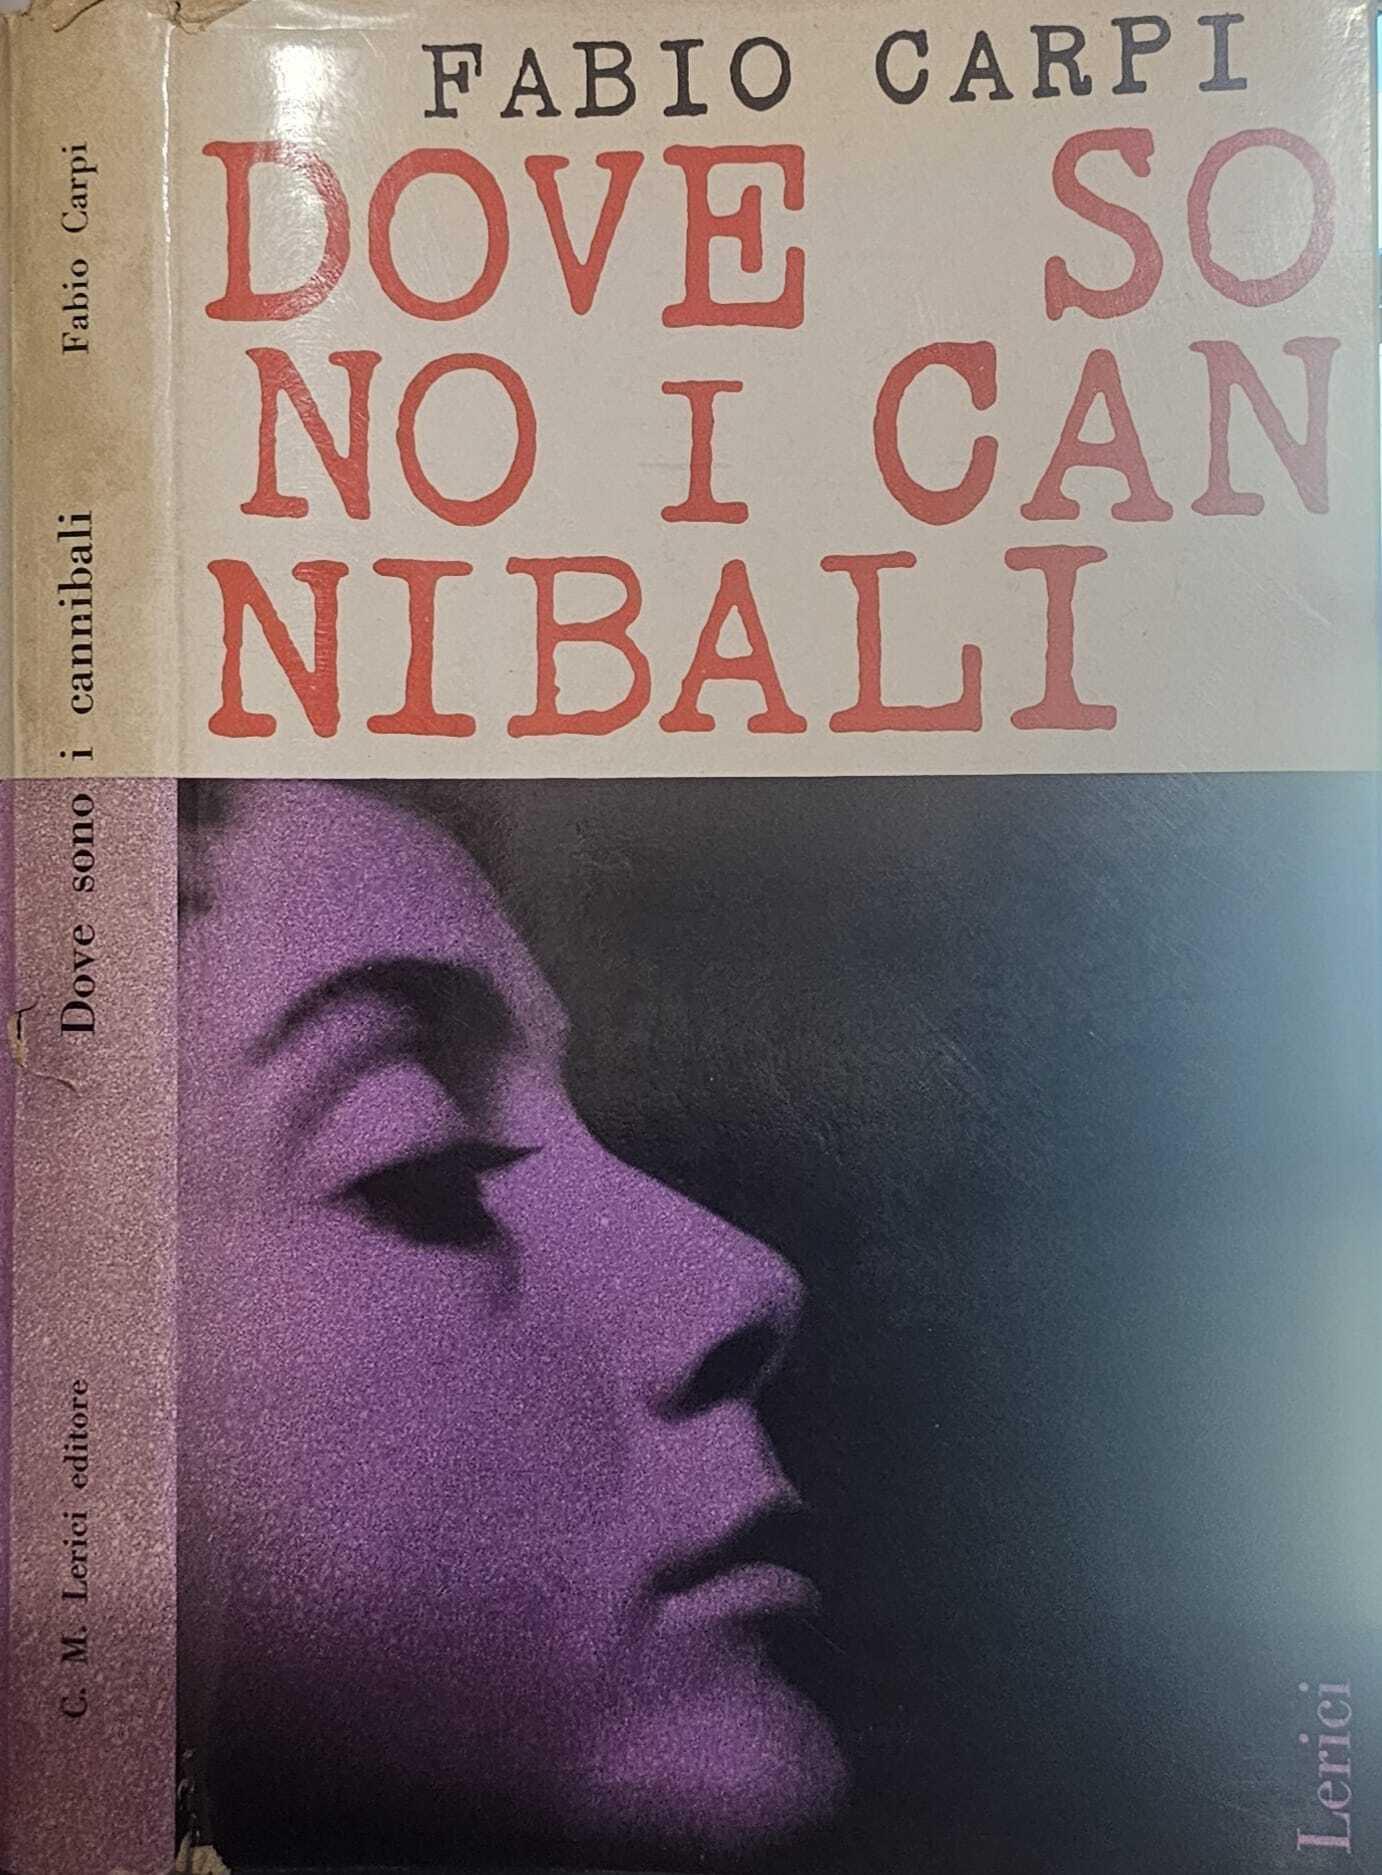 FABIO CARPI
DOVE SO
NO I CAN
NIBALI
Lerici
Fabio Carpi
Dove sono i cannibali
C. M. Lerici editore